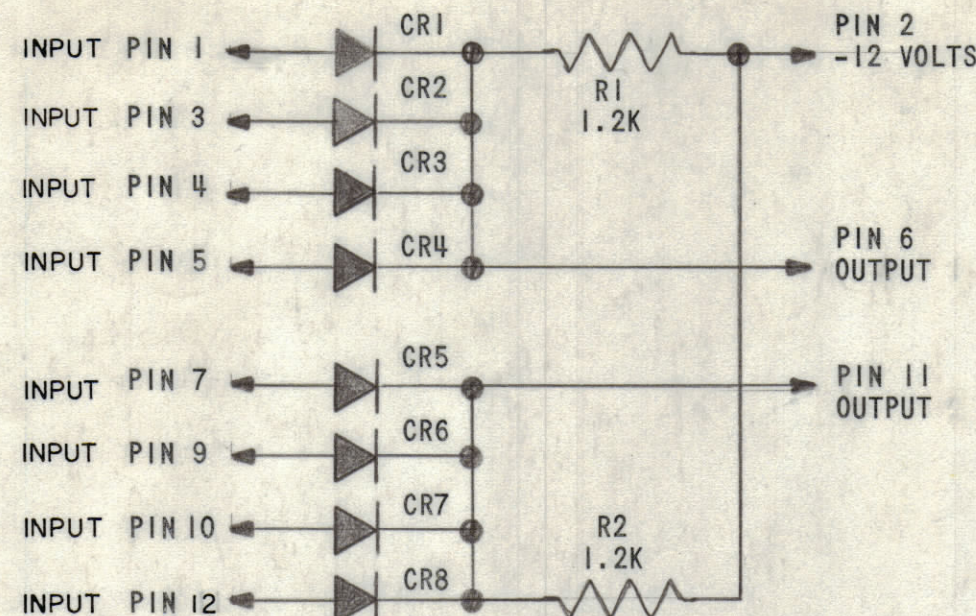 INPUT PIN 1 CR1 PIN 2
-12 VOLTS
R1
1.2K
INPUT PIN 3 CR2
INPUT PIN 4 CR3
INPUT PIN 5 CR4 PIN 6
OUTPUT
INPUT PIN 7 CR5 PIN 11
OUTPUT
INPUT PIN 9 CR6
INPUT PIN 10 CR7
R2
1.2K
INPUT PIN 12 CR8